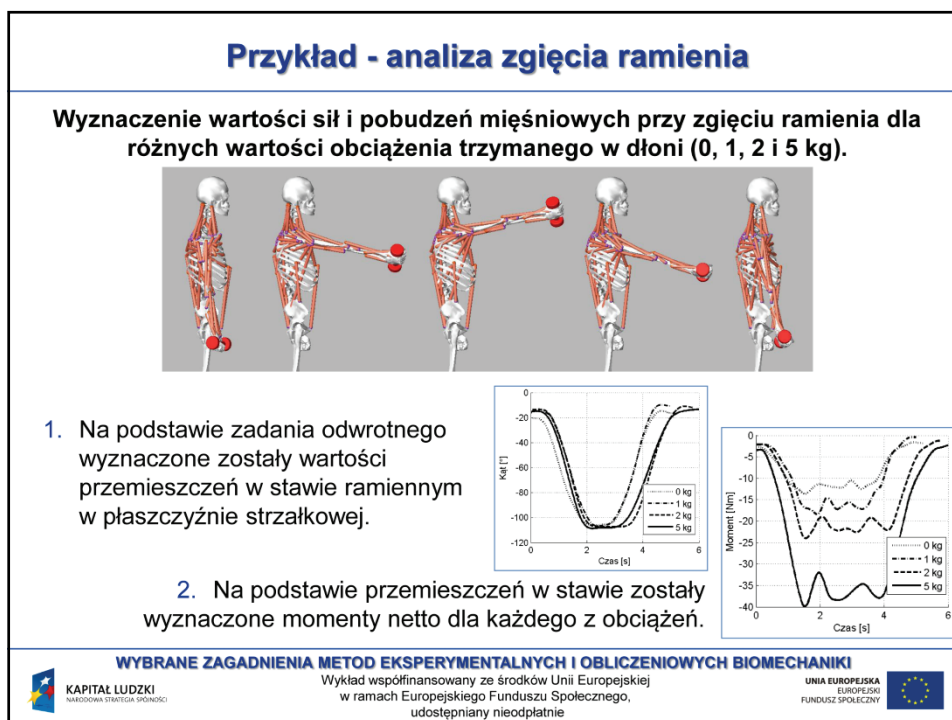 Przykład - analiza zgięcia ramienia
Wyznaczenie wartości sił i pobudzeń mięśniowych przy zgięciu ramienia dla
różnych wartości obciążenia trzymanego w dłoni (0, 1, 2 i 5 kg).
1. Na podstawie zadania odwrotnego
wyznaczone zostały wartości
przemieszczeń w stawie ramiennym
w płaszczyźnie strzałkowej.
0
-20
-40
-60
-80
-100
-120
Kąt [°]
0 kg
1 kg
2 kg
5 kg
0 2 4 6
Czas [s]
0
-5
-10
-15
-20
-25
-30
-35
-40
Moment [Nm]
0 kg
1 kg
2 kg
5 kg
0 2 4 6
Czas [s]
2. Na podstawie przemieszczeń w stawie zostały
wyznaczone momenty netto dla każdego z obciążeń.
WYBRANE ZAGADNIENIA METOD EKSPERYMENTALNYCH I OBLICZENIOWYCH BIOMECHANIKI
KAPITAŁ LUDZKI
NARODOWA STRATEGIA SPÓJNOŚCI
Wykład współfinansowany ze środków Unii Europejskiej
w ramach Europejskiego Funduszu Społecznego,
udostępniany nieodpłatnie
UNIA EUROPEJSKA
EUROPEJSKI
FUNDUSZ SPOŁECZNY